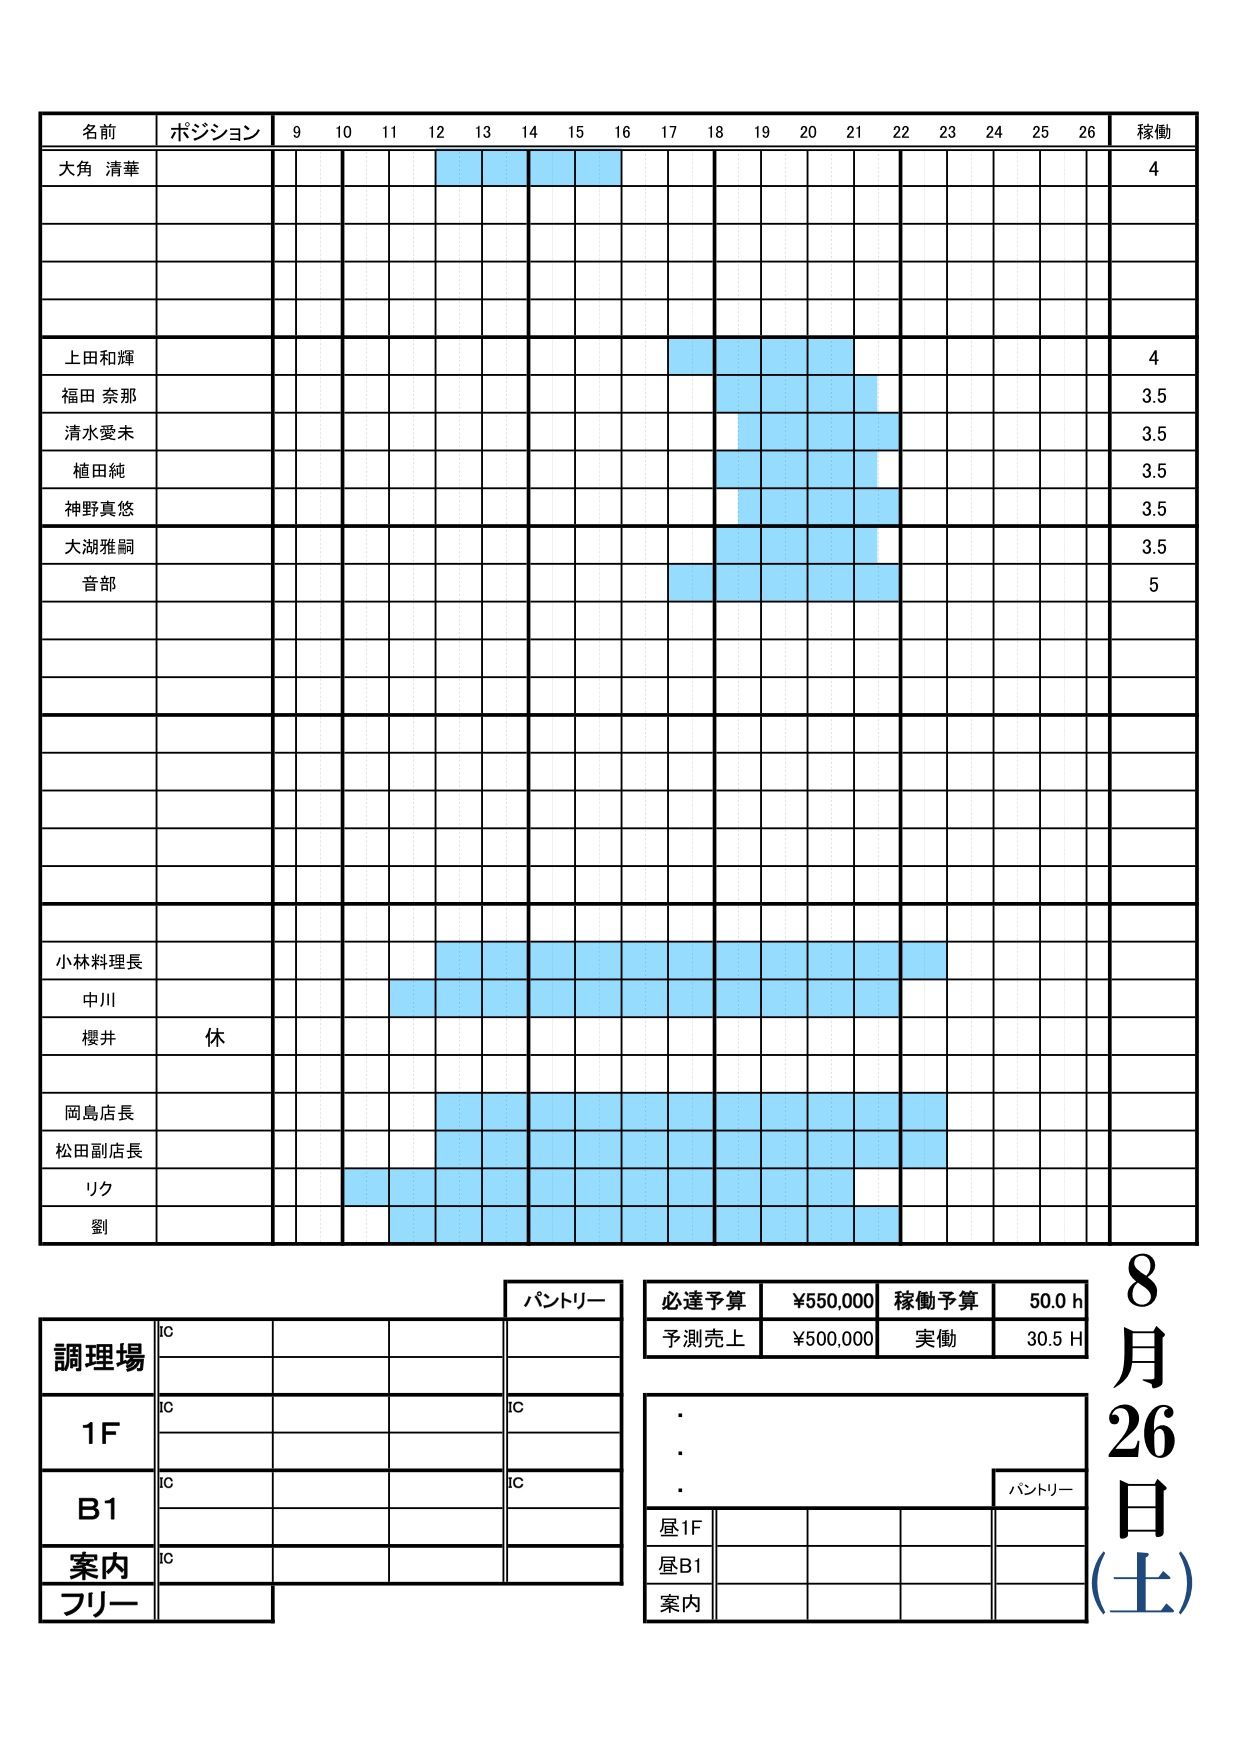 名前 ポジション 9 10 11 12 13 14 15 16 17 18 19 20 21 22 23 24 25 26 稼働
大角 清華 4
上田和輝 4
福田 奈那 3.5
清水愛未 3.5
植田純 3.5
神野真悠 3.5
大湖雅嗣 3.5
音部 5
小林料理長
中川
櫻井 休
岡島店長
松田副店長
リク
劉
パントリー
調理場 IC
1F IC IC
B1 IC IC
案内 IC
フリー
必達予算 ¥550,000 稼働予算 50.0 h
予測売上 ¥500,000 実働 30.5 H
・
・
・ パントリー
昼1F
昼B1
案内
8
月
26
日
(土)